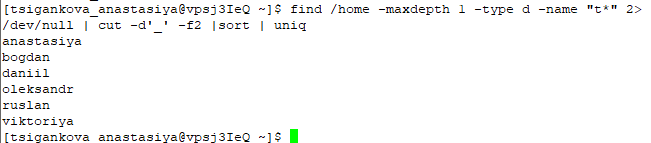 [tsigankova_anastasiya@vpsj3IeQ ~]$ find /home -maxdepth 1 -type d -name "t*" 2>
/dev/null | cut -d'_' -f2 |sort | uniq
anastasiya
bogdan
daniil
oleksandr
ruslan
viktoriya
[tsigankova_anastasiya@vpsj3IeQ ~]$